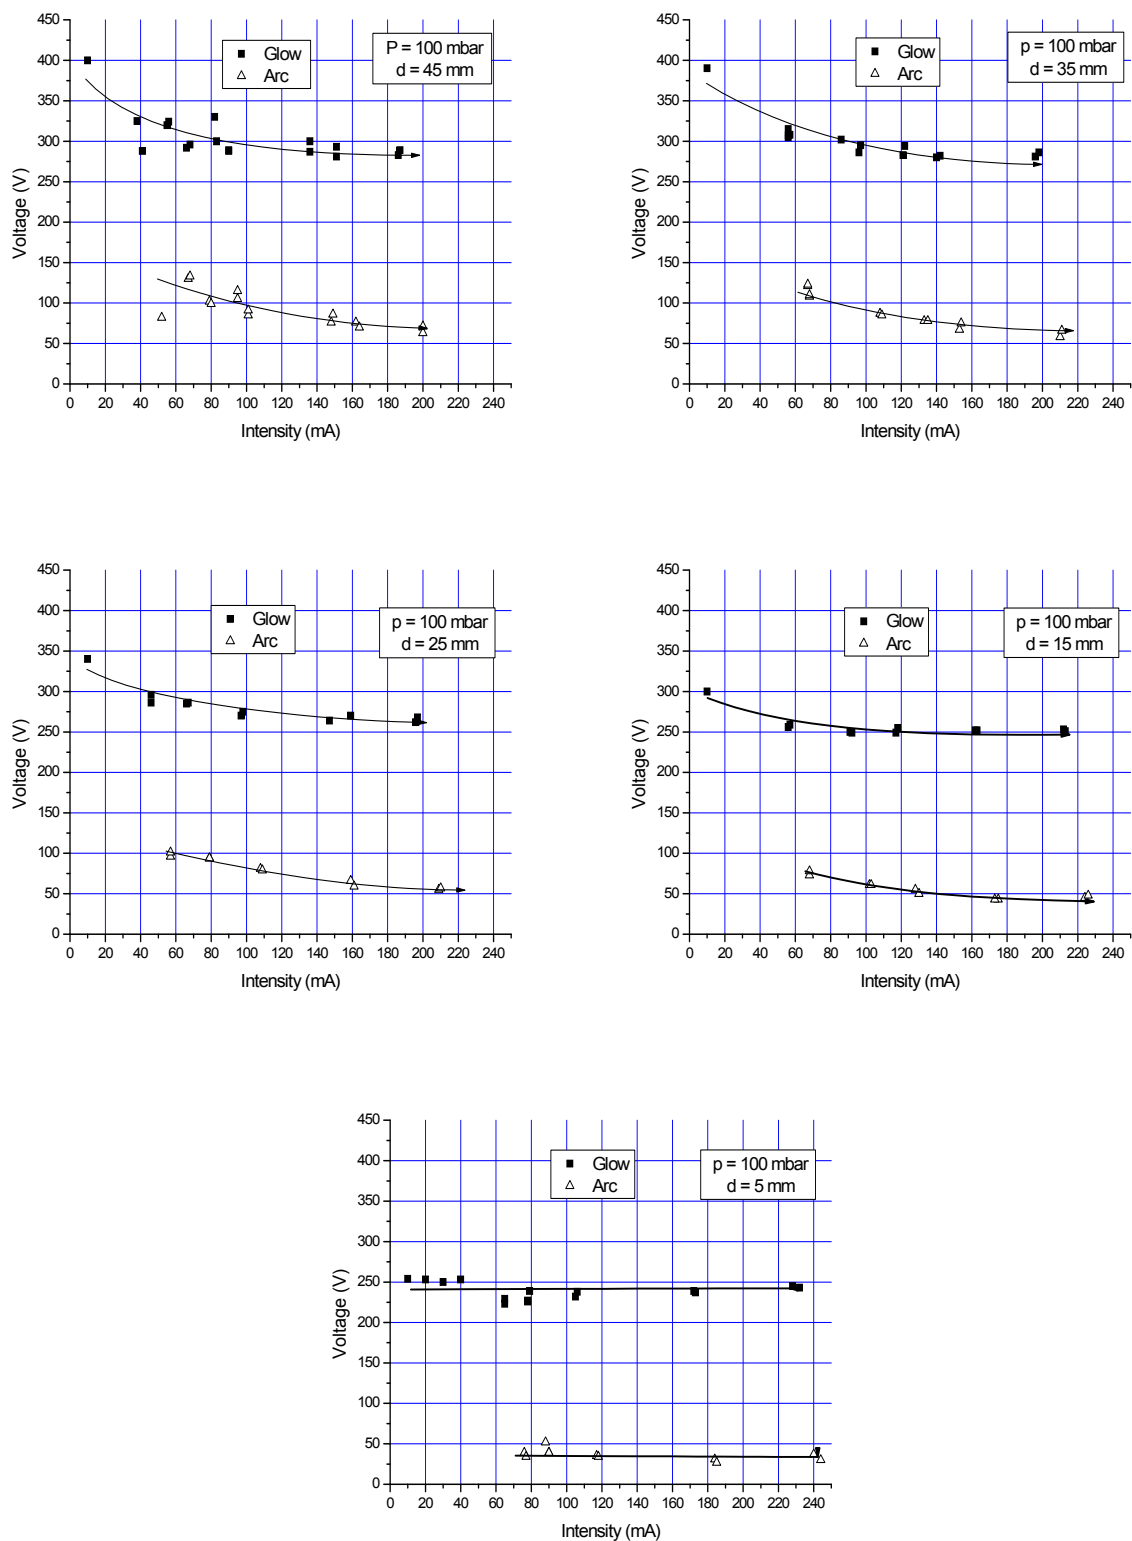 Glow
Arc
P = 100 mbar
d = 45 mm
450
400
350
300
250
200
150
100
50
0
Voltage (V)
0 20 40 60 80 100 120 140 160 180 200 220 240
Intensity (mA)
Glow
Arc
p = 100 mbar
d = 35 mm
450
400
350
300
250
200
150
100
50
0
Voltage (V)
0 20 40 60 80 100 120 140 160 180 200 220 240
Intensity (mA)
Glow
Arc
p = 100 mbar
d = 25 mm
450
400
350
300
250
200
150
100
50
0
Voltage (V)
0 20 40 60 80 100 120 140 160 180 200 220 240
Intensity (mA)
Glow
Arc
p = 100 mbar
d = 15 mm
450
400
350
300
250
200
150
100
50
0
Voltage (V)
0 20 40 60 80 100 120 140 160 180 200 220 240
Intensity (mA)
Glow
Arc
p = 100 mbar
d = 5 mm
450
400
350
300
250
200
150
100
50
0
Voltage (V)
0 20 40 60 80 100 120 140 160 180 200 220 240
Intensity (mA)